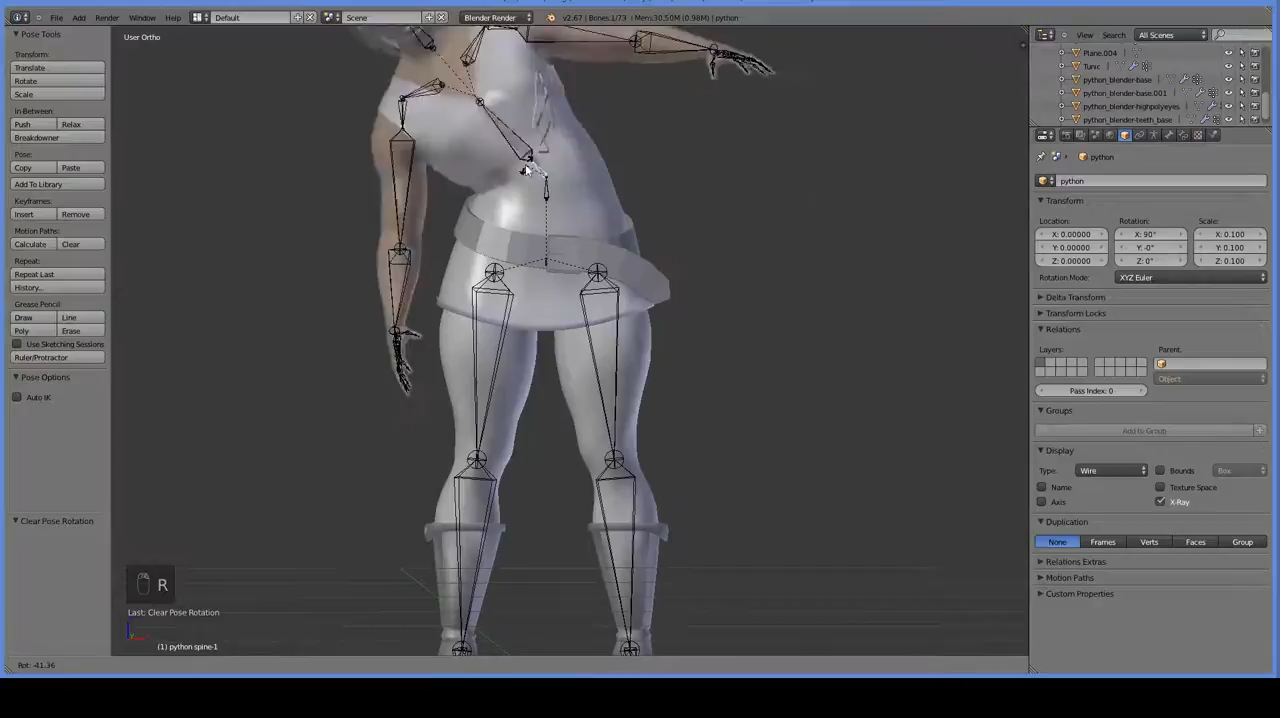 File Add Render Window Help Default Scene Blender Render v2.67 | Bones:1/73 | Mem:30.50M (0.98M) | python
Pose Tools
Transform:
Translate
Rotate
Scale
In-Between:
Push Relax
Breakdowner
Pose:
Copy Paste
Add To Library
Keyframes:
Insert Remove
Motion Paths:
Calculate Clear
Repeat:
Repeat Last
History...
Grease Pencil:
Draw Line
Poly Erase
Use Sketching Sessions
Ruler/Protractor
Pose Options
Auto IK
Clear Pose Rotation
Rot: -41.36
User Ortho
R
Last: Clear Pose Rotation
(1) python spine-1
View Search All Scenes
Plane.004
Tunic
python_blender-base
python_blender-base.001
python_blender-highpolyeyes
python_blender-teeth_base
python
python
Transform
Location: Rotation: Scale:
X: 0.00000 X: 90° X: 0.100
Y: 0.00000 Y: -0° Y: 0.100
Z: 0.00000 Z: 0° Z: 0.100
Rotation Mode: XYZ Euler
Delta Transform
Transform Locks
Relations
Layers: Parent:
Object
Pass Index: 0
Groups
Add to Group
Display
Type: Wire Bounds Box
Name Texture Space
Axis X-Ray
Duplication
None Frames Verts Faces Group
Relations Extras
Motion Paths
Custom Properties